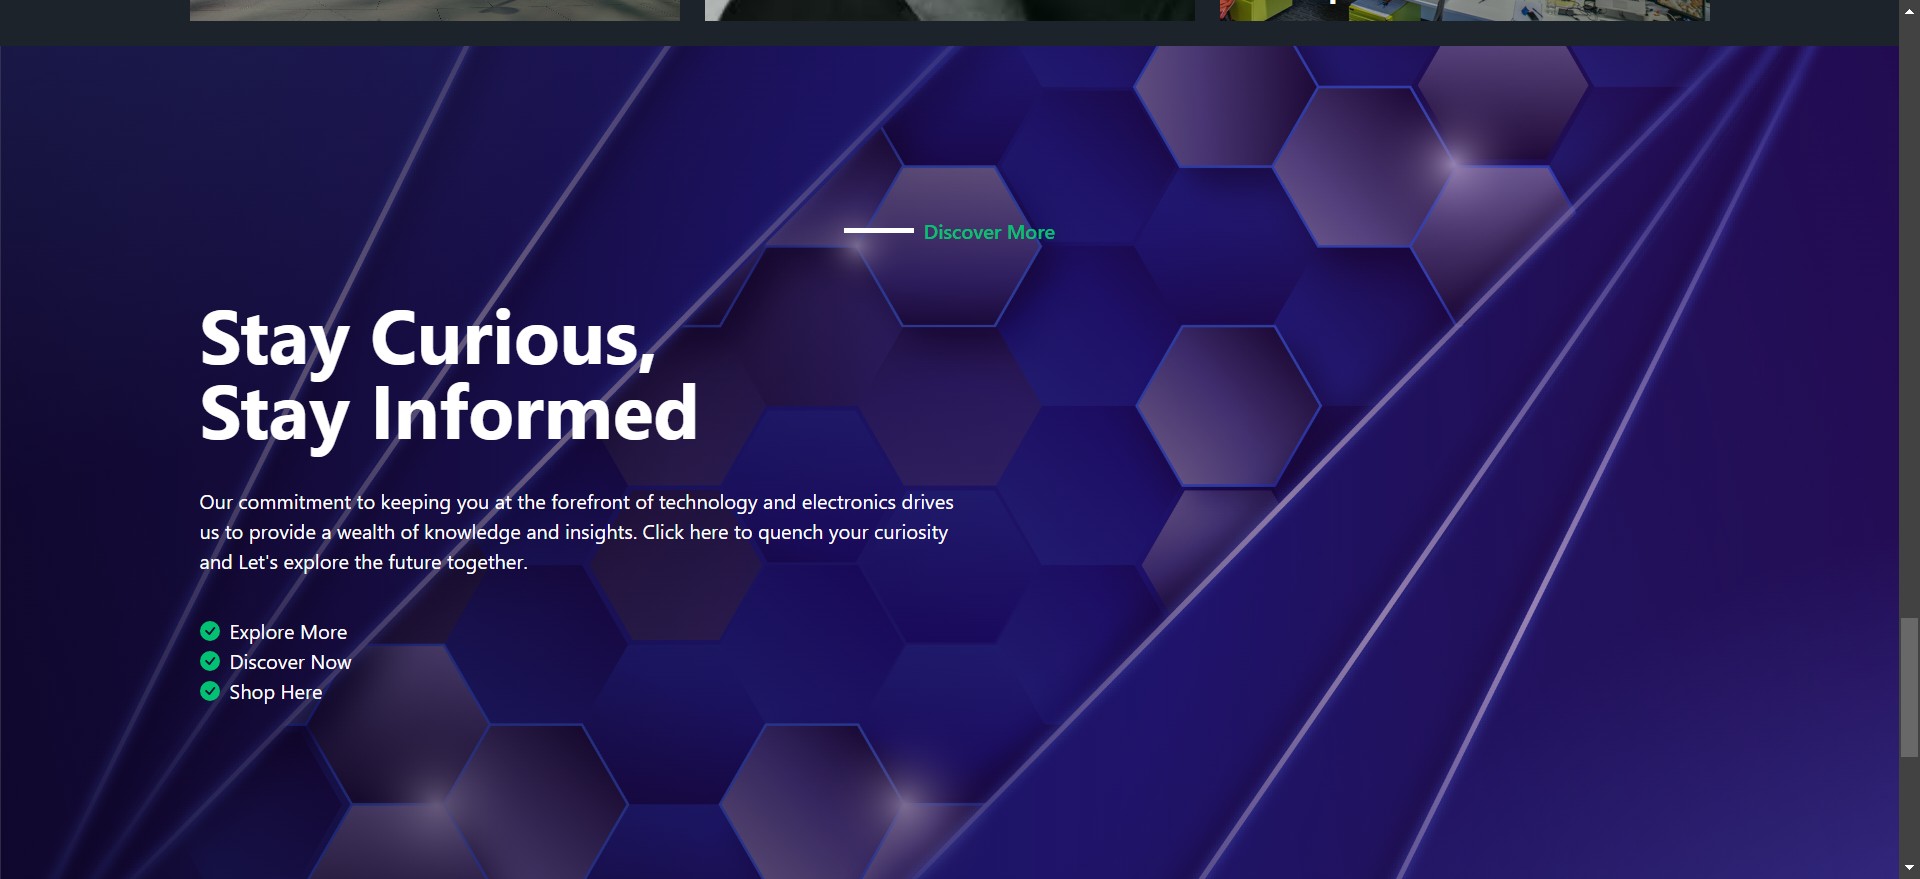 Discover More
Stay Curious,
Stay Informed
Our commitment to keeping you at the forefront of technology and electronics drives
us to provide a wealth of knowledge and insights. Click here to quench your curiosity
and Let's explore the future together.
Explore More
Discover Now
Shop Here